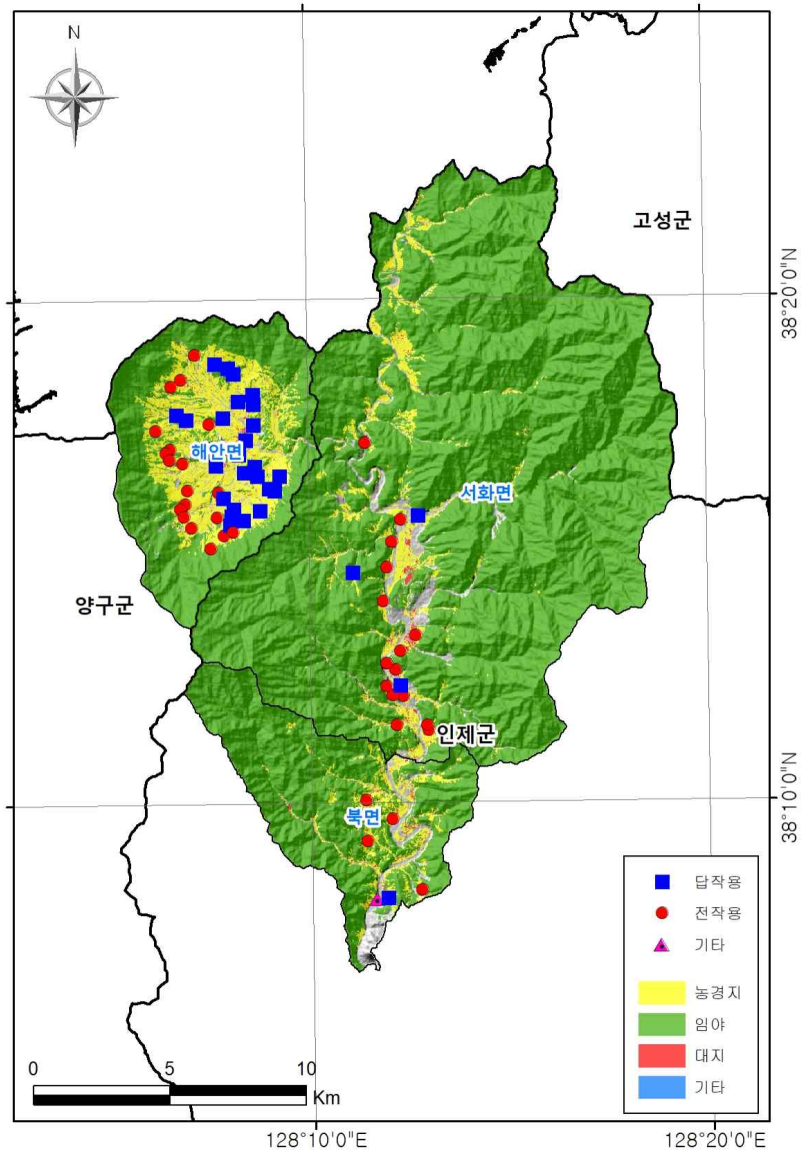 N
고성군
38°20'0"N
해안면
서화면
양구군
인제군
38°10'0"N
북면
답작용
전작용
기타
농경지
임야
대지
기타
0 5 10
Km
128°10'0"E
128°20'0"E